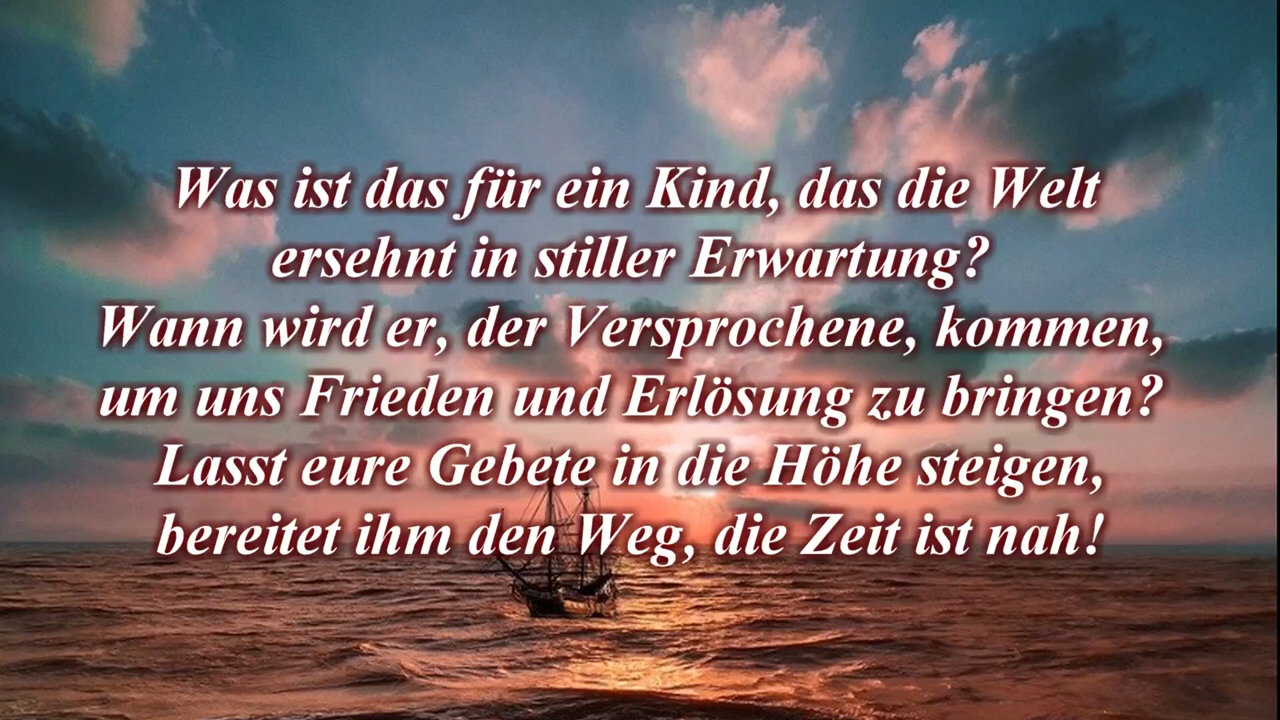 Was ist das für ein Kind, das die Welt
ersehnt in stiller Erwartung?
Wann wird er, der Versprochene, kommen,
um uns Frieden und Erlösung zu bringen?
Lasst eure Gebete in die Höhe steigen,
bereitet ihm den Weg, die Zeit ist nah!